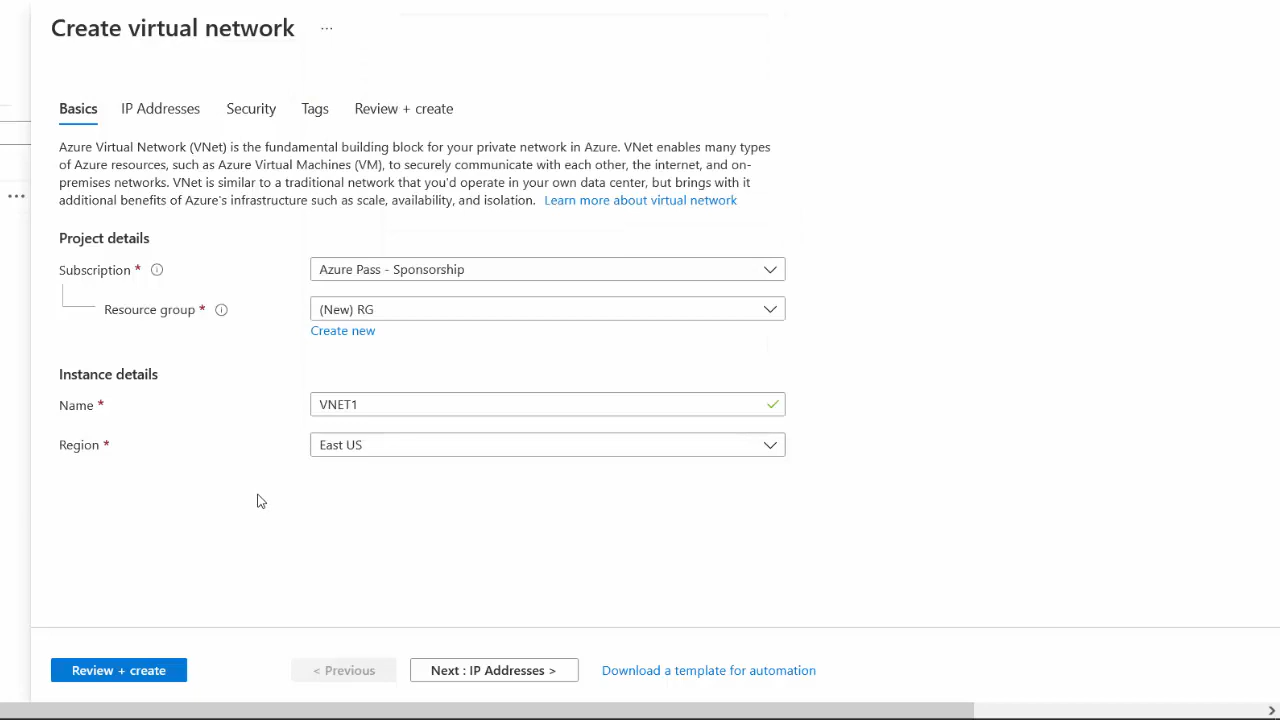 Create virtual network ...
Basics IP Addresses Security Tags Review + create
Azure Virtual Network (VNet) is the fundamental building block for your private network in Azure. VNet enables many types
of Azure resources, such as Azure Virtual Machines (VM), to securely communicate with each other, the internet, and on-
premises networks. VNet is similar to a traditional network that you'd operate in your own data center, but brings with it
additional benefits of Azure's infrastructure such as scale, availability, and isolation. Learn more about virtual network
Project details
Subscription * Azure Pass - Sponsorship
Resource group * (New) RG
Create new
Instance details
Name * VNET1
Region * East US
Review + create < Previous Next : IP Addresses > Download a template for automation